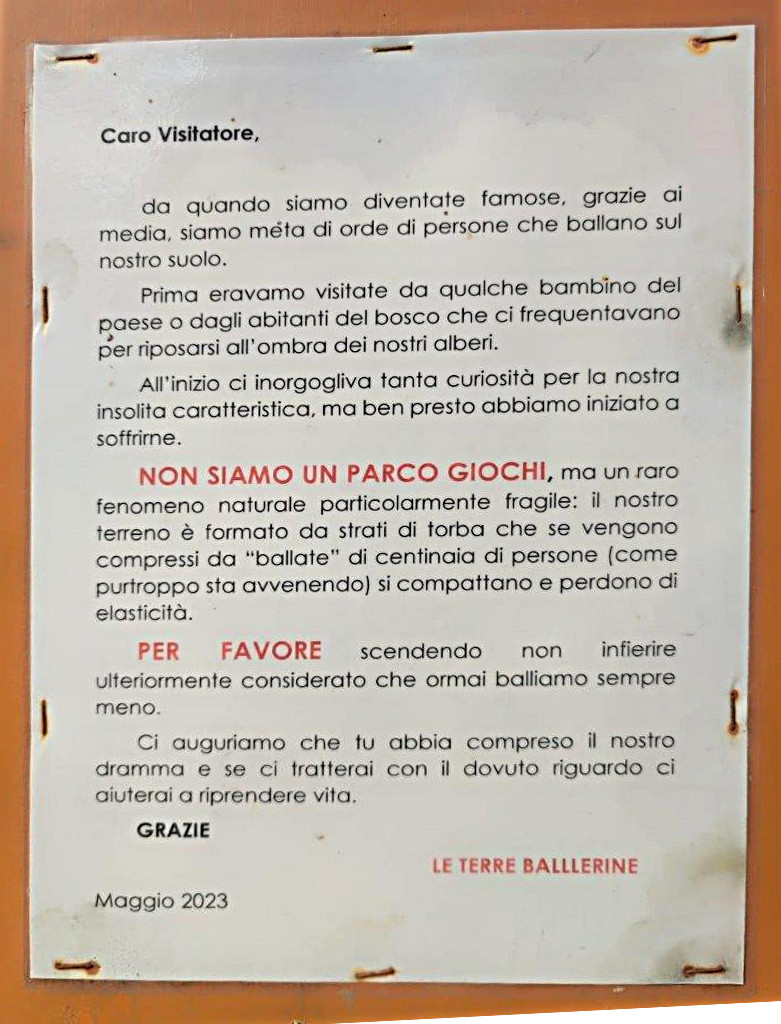 Caro Visitatore,
da quando siamo diventate famose, grazie ai
media, siamo meta di orde di persone che ballano sul
nostro suolo.
Prima eravamo visitate da qualche bambino del
paese o dagli abitanti del bosco che ci frequentavano
per riposarsi all'ombra dei nostri alberi.
All'inizio ci inorgogliva tanta curiosità per la nostra
insolita caratteristica, ma ben presto abbiamo iniziato a
soffrirne.
NON SIAMO UN PARCO GIOCHI, ma un raro
fenomeno naturale particolarmente fragile: il nostro
terreno è formato da strati di torba che se vengono
compressi da "ballate" di centinaia di persone (come
purtroppo sta avvenendo) si compattano e perdono di
elasticità.
PER FAVORE scendendo non infierire
ulteriormente considerato che ormai balliamo sempre
meno.
Ci auguriamo che tu abbia compreso il nostro
dramma e se ci tratterai con il dovuto riguardo ci
aiuterai a riprendere vita.
GRAZIE
LE TERRE BALLLERINE
Maggio 2023